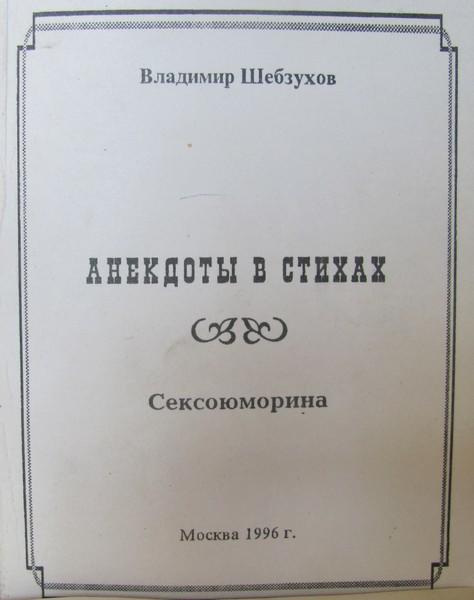 Владимир Шебзухов
АНЕКДОТЫ В СТИХАХ
Сексоюморина
Москва 1996 г.